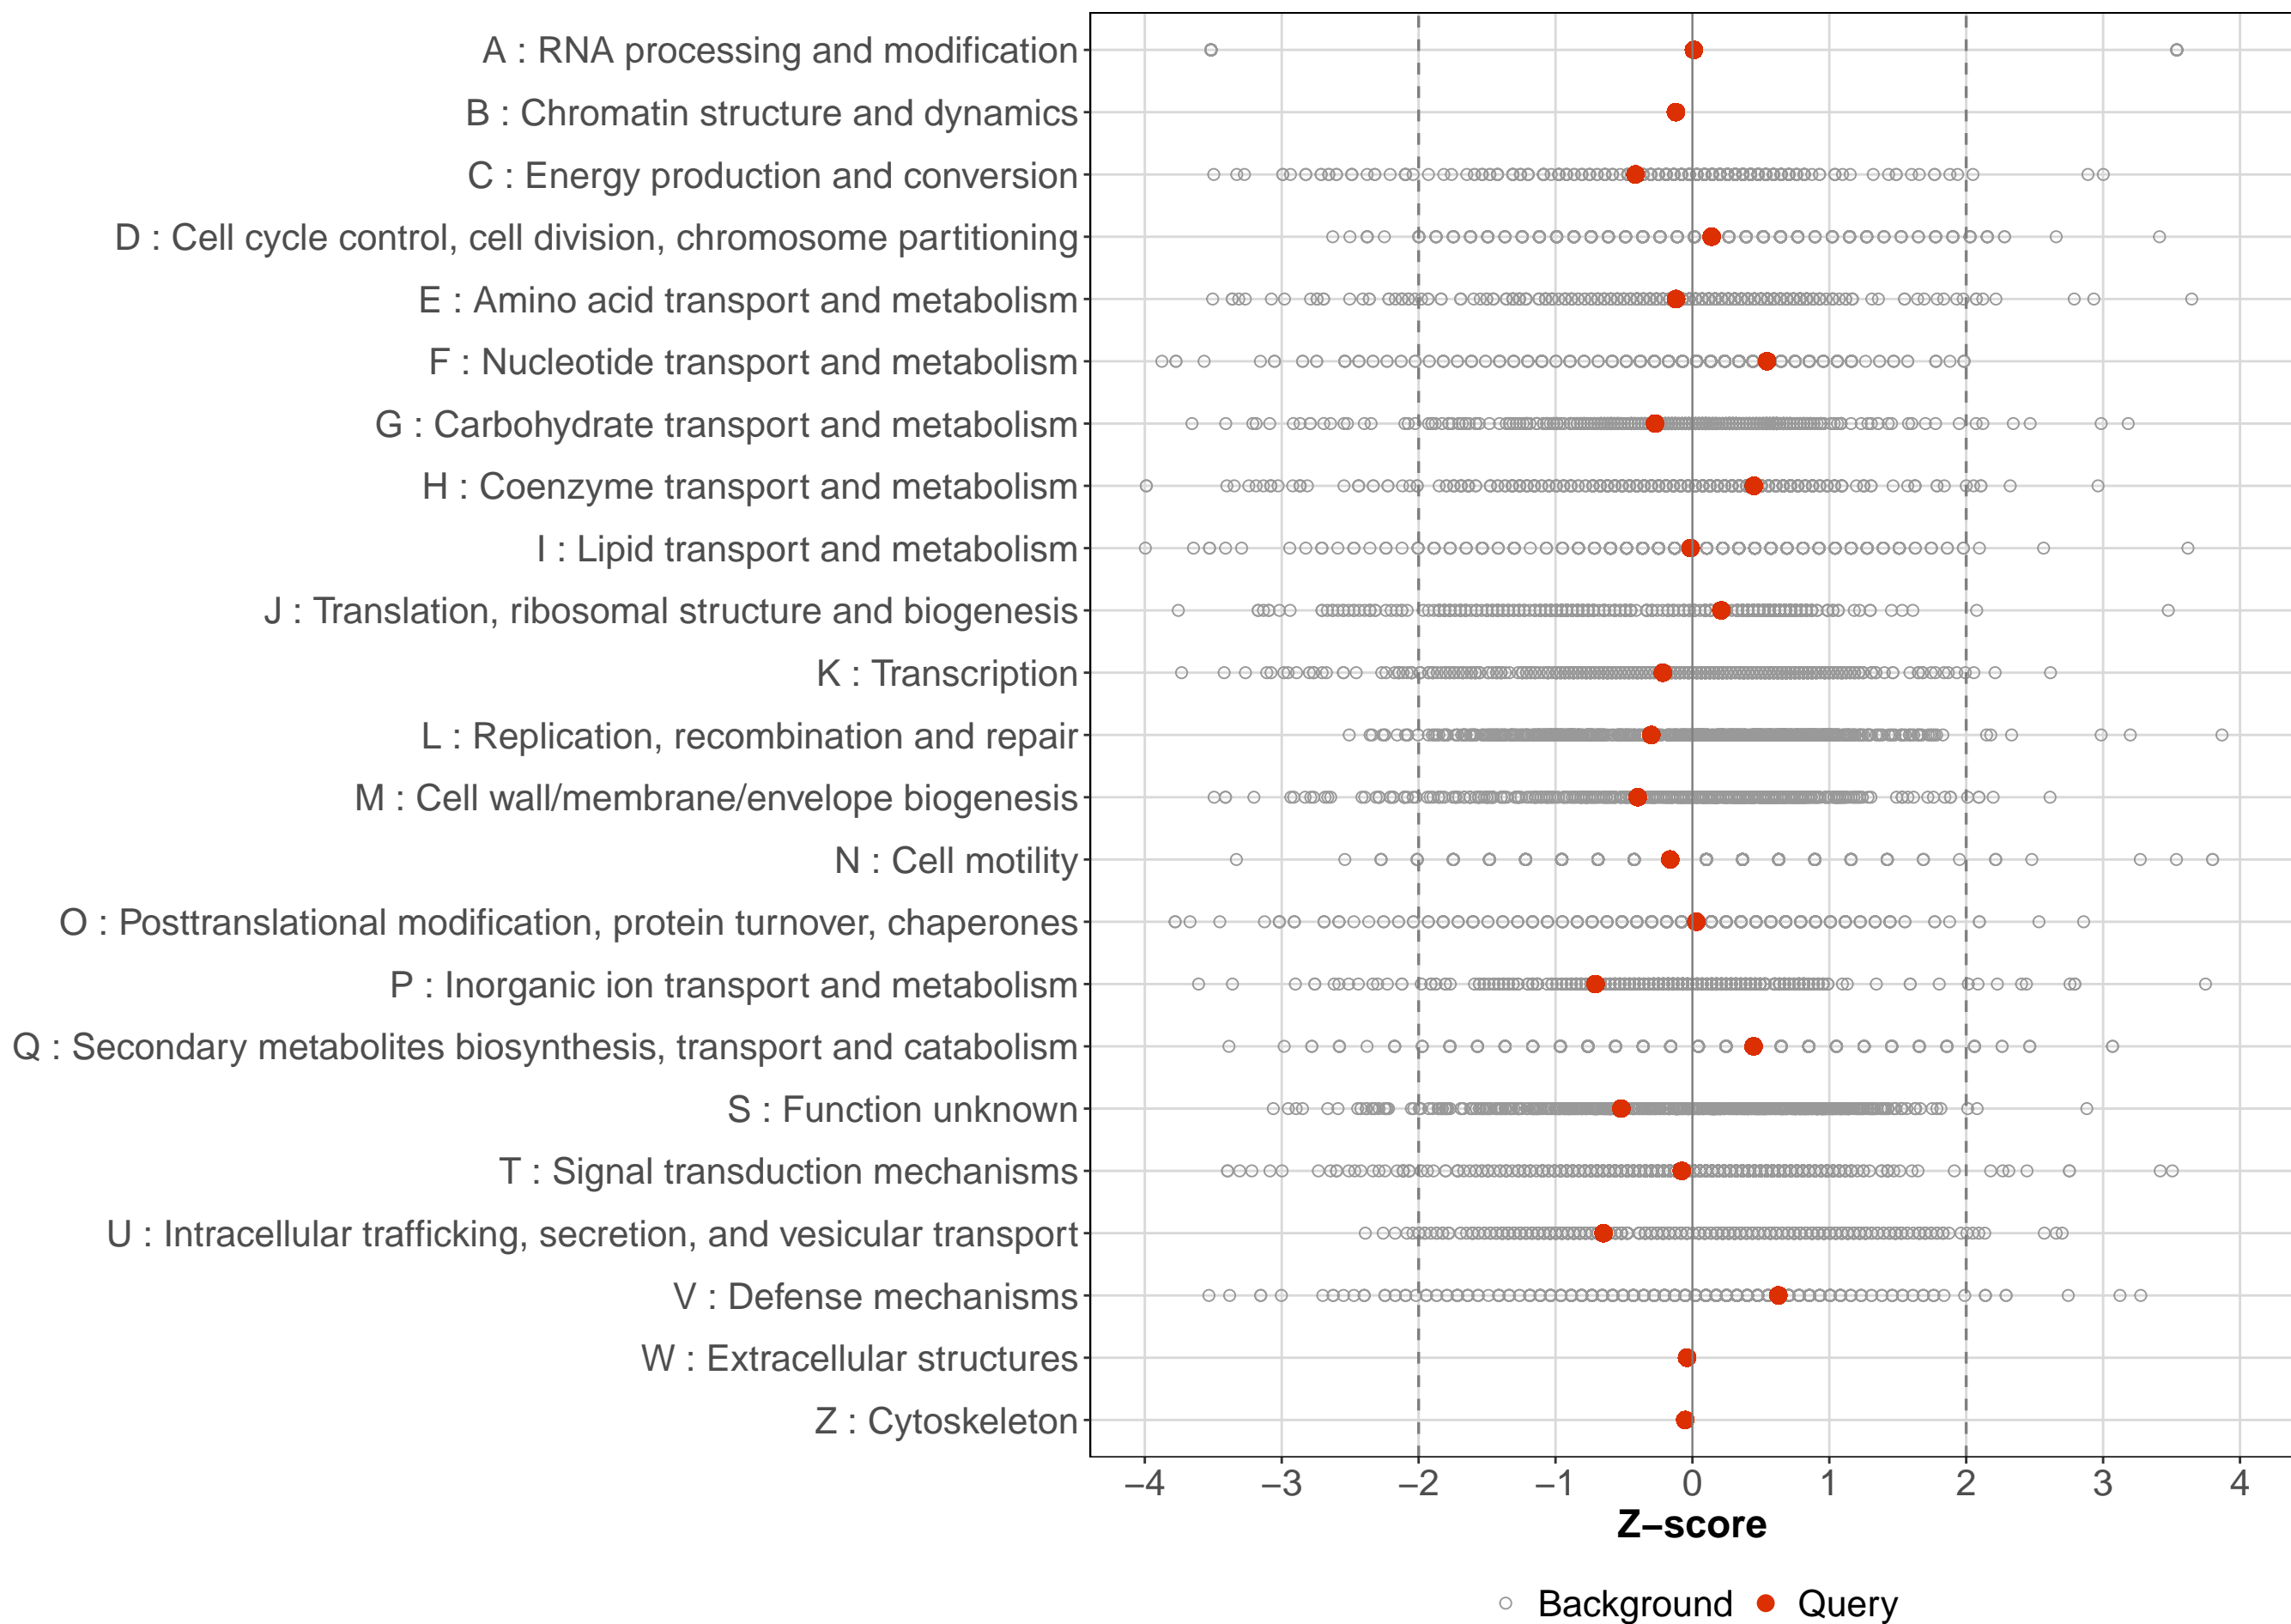 A : RNA processing and modification
B : Chromatin structure and dynamics
C : Energy production and conversion
D : Cell cycle control, cell division, chromosome partitioning
E : Amino acid transport and metabolism
F : Nucleotide transport and metabolism
G : Carbohydrate transport and metabolism
H : Coenzyme transport and metabolism
I : Lipid transport and metabolism
J : Translation, ribosomal structure and biogenesis
K : Transcription
L : Replication, recombination and repair
M : Cell wall/membrane/envelope biogenesis
N : Cell motility
O : Posttranslational modification, protein turnover, chaperones
P : Inorganic ion transport and metabolism
Q : Secondary metabolites biosynthesis, transport and catabolism
S : Function unknown
T : Signal transduction mechanisms
U : Intracellular trafficking, secretion, and vesicular transport
V : Defense mechanisms
W : Extracellular structures
Z : Cytoskeleton
−4 −3 −2 −1 0 1 2 3 4
Z−score
Background Query